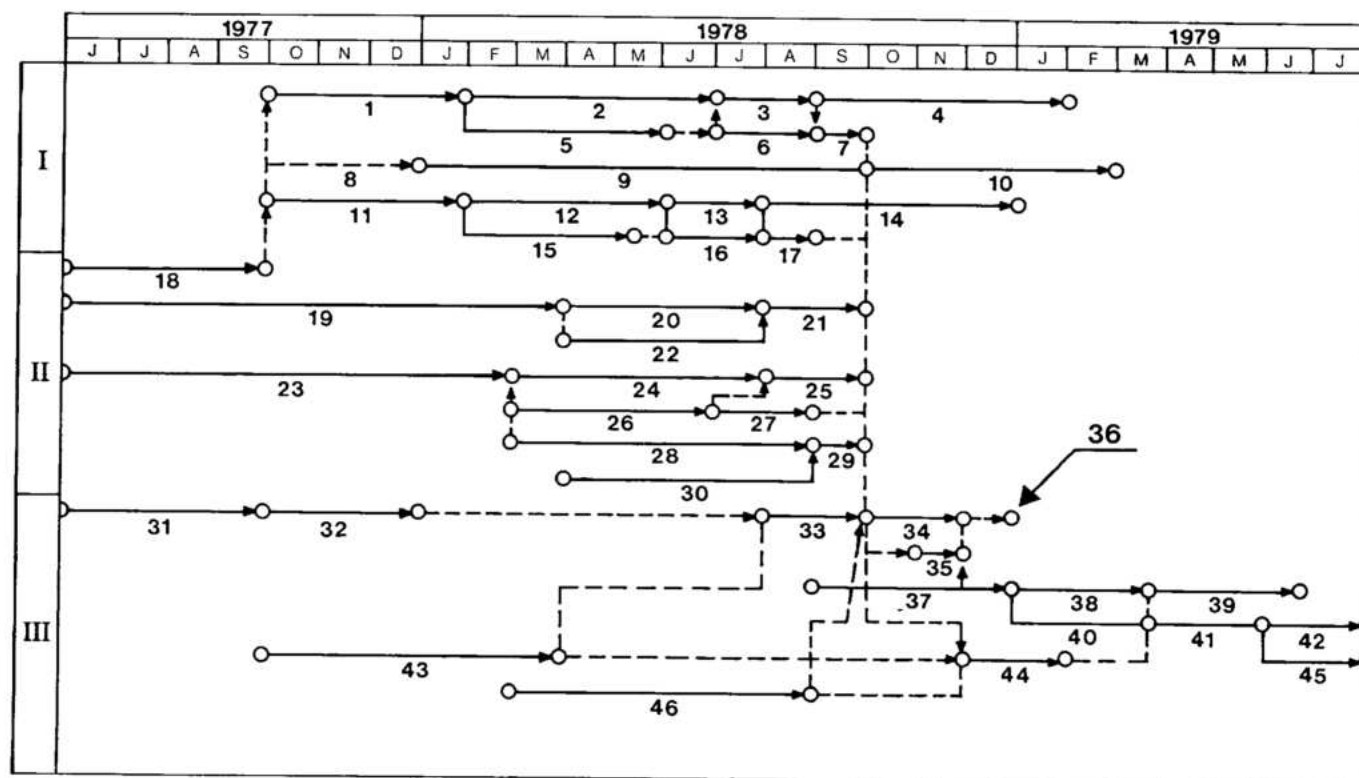 1977 1978 1979
J J A S O N D J F M A M J J A S O N D J F M A M J J
1 2 3 4
5 6 7
I
8 9 10
11 12 13 14
15 16 17
18
19 20 21
22
II
23 24 25
26 27
28 29
30
36
31 32 33 34
35
37 38 39
III
40 41 42
43 44 45
46